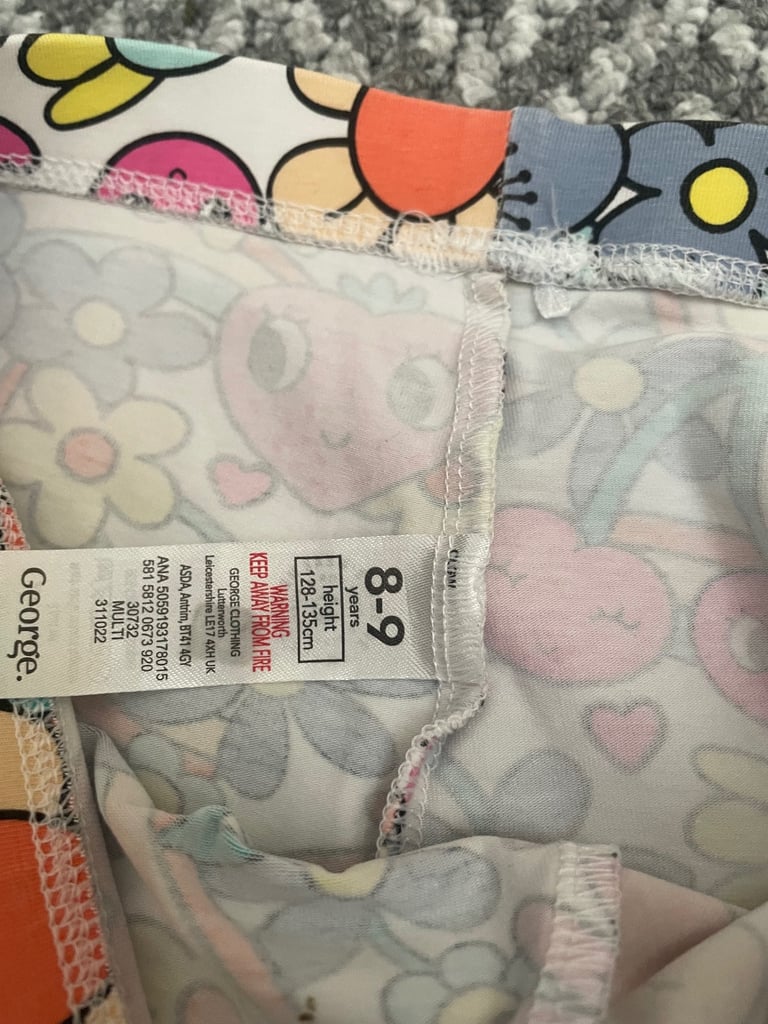 8-9
years
height
128-135cm
WARNING
KEEP AWAY FROM FIRE
GEORGE CLOTHING
Lutterworth
Leicestershire LE17 4XH UK
ASDA, Antrim, BT41 4GY
ANA 5059193178015
581 5812 0673 920
30732
MULTI
311022
George.